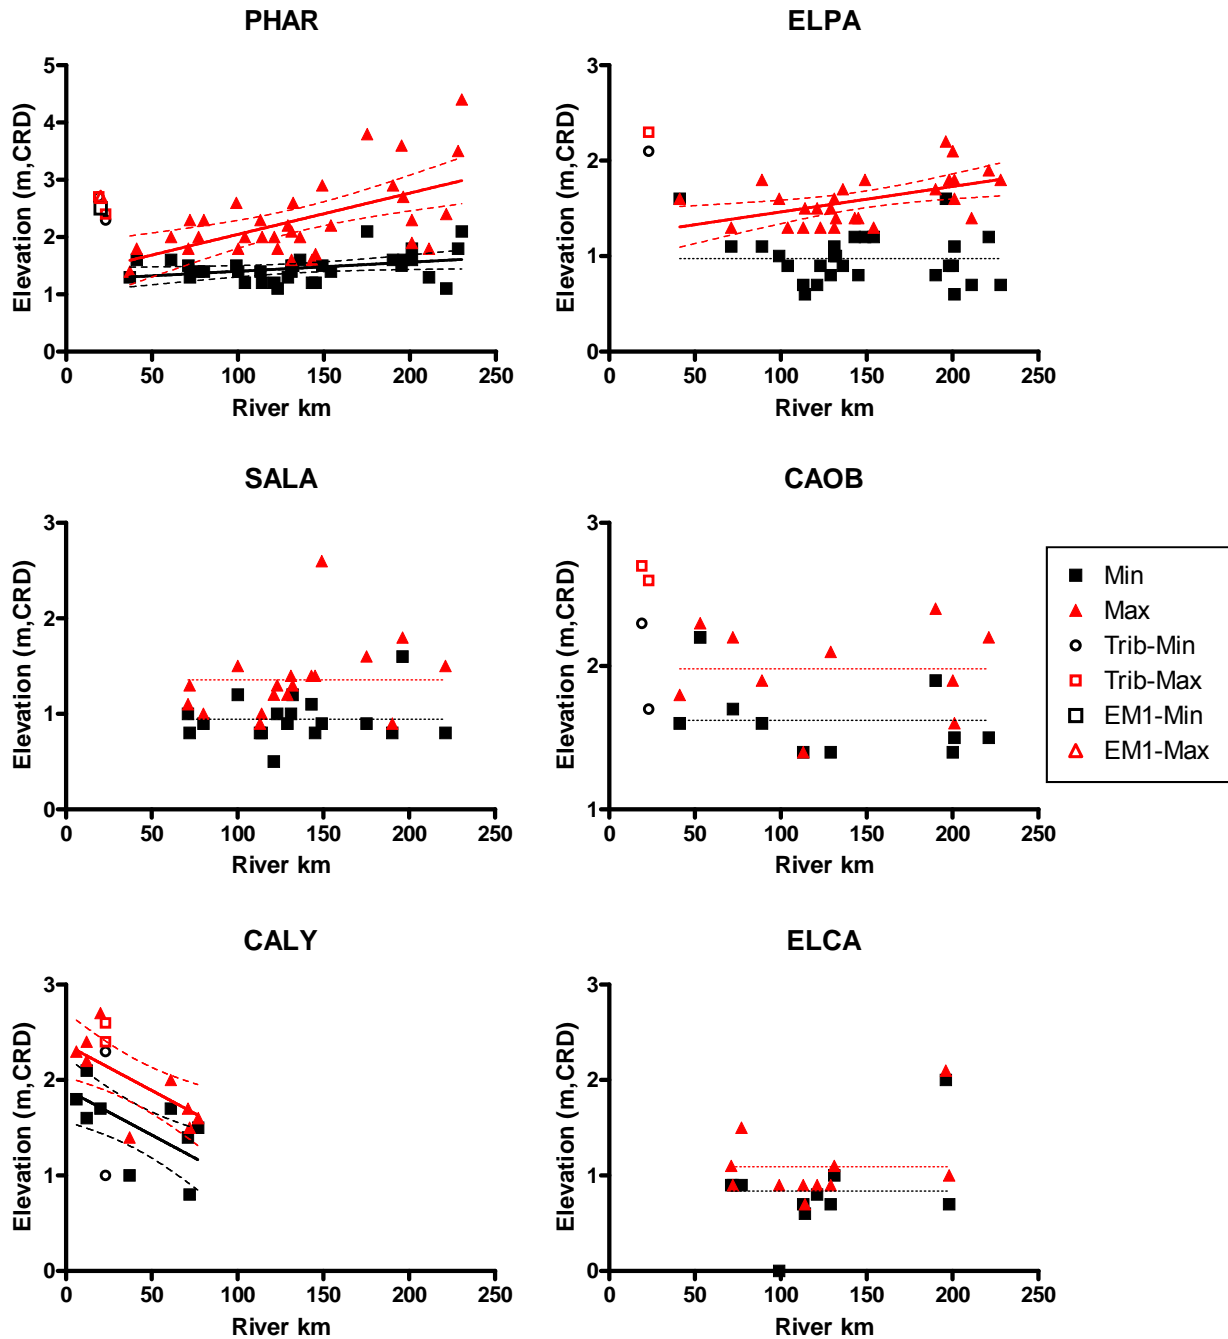 PHAR
5
4
3
2
1
0
Elevation (m,CRD)
0 50 100 150 200 250
River km
ELPA
3
2
1
0
Elevation (m,CRD)
0 50 100 150 200 250
River km
SALA
3
2
1
0
Elevation (m,CRD)
0 50 100 150 200 250
River km
CAOB
3
2
1
Elevation (m,CRD)
0 50 100 150 200 250
River km
Min
Max
Trib-Min
Trib-Max
EM1-Min
EM1-Max
CALY
3
2
1
0
Elevation (m,CRD)
0 50 100 150 200 250
River km
ELCA
3
2
1
0
Elevation (m,CRD)
0 50 100 150 200 250
River km